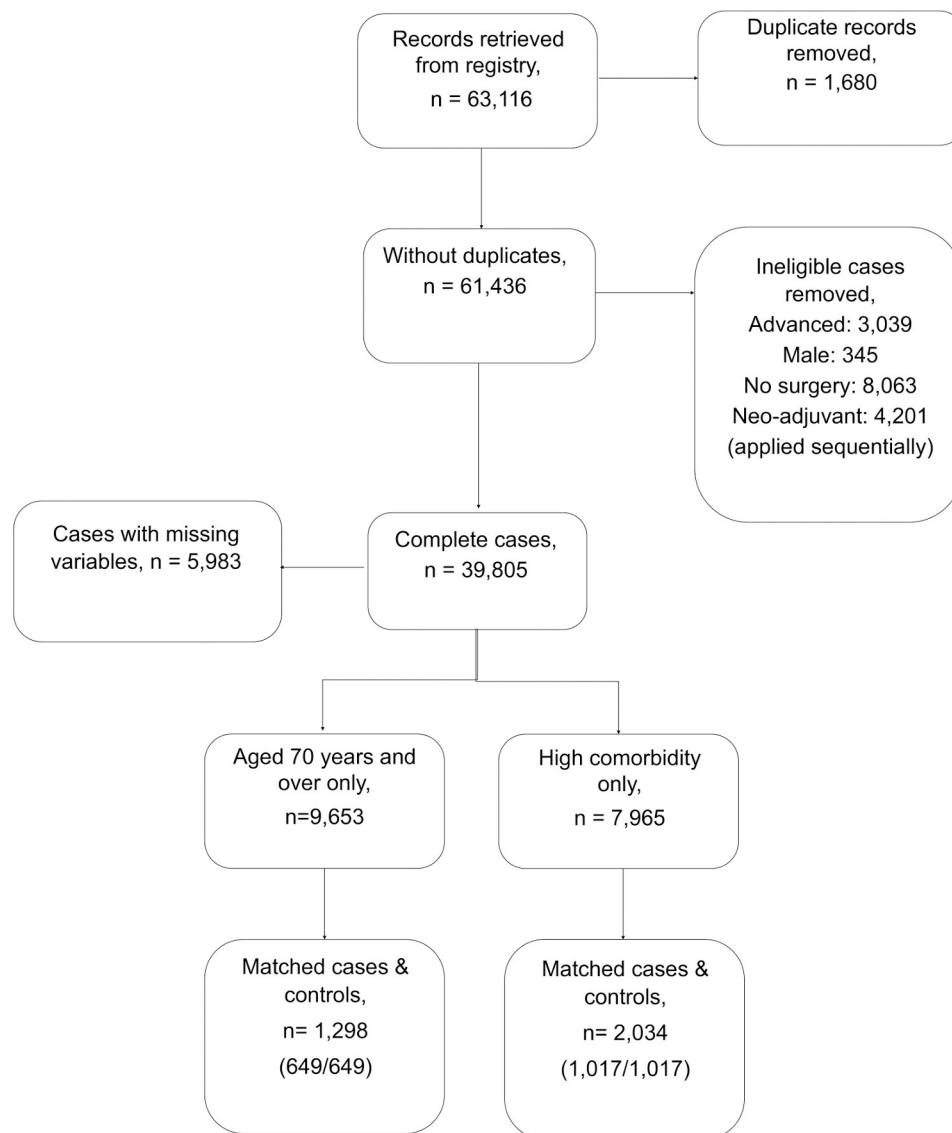 Records retrieved
from registry,
n = 63,116
Duplicate records
removed,
n = 1,680
Without duplicates,
n = 61,436
Ineligible cases
removed,
Advanced: 3,039
Male: 345
No surgery: 8,063
Neo-adjuvant: 4,201
(applied sequentially)
Cases with missing
variables, n = 5,983
Complete cases,
n = 39,805
Aged 70 years and
over only,
n=9,653
High comorbidity
only,
n = 7,965
Matched cases &
controls,
n= 1,298
(649/649)
Matched cases &
controls,
n= 2,034
(1,017/1,017)